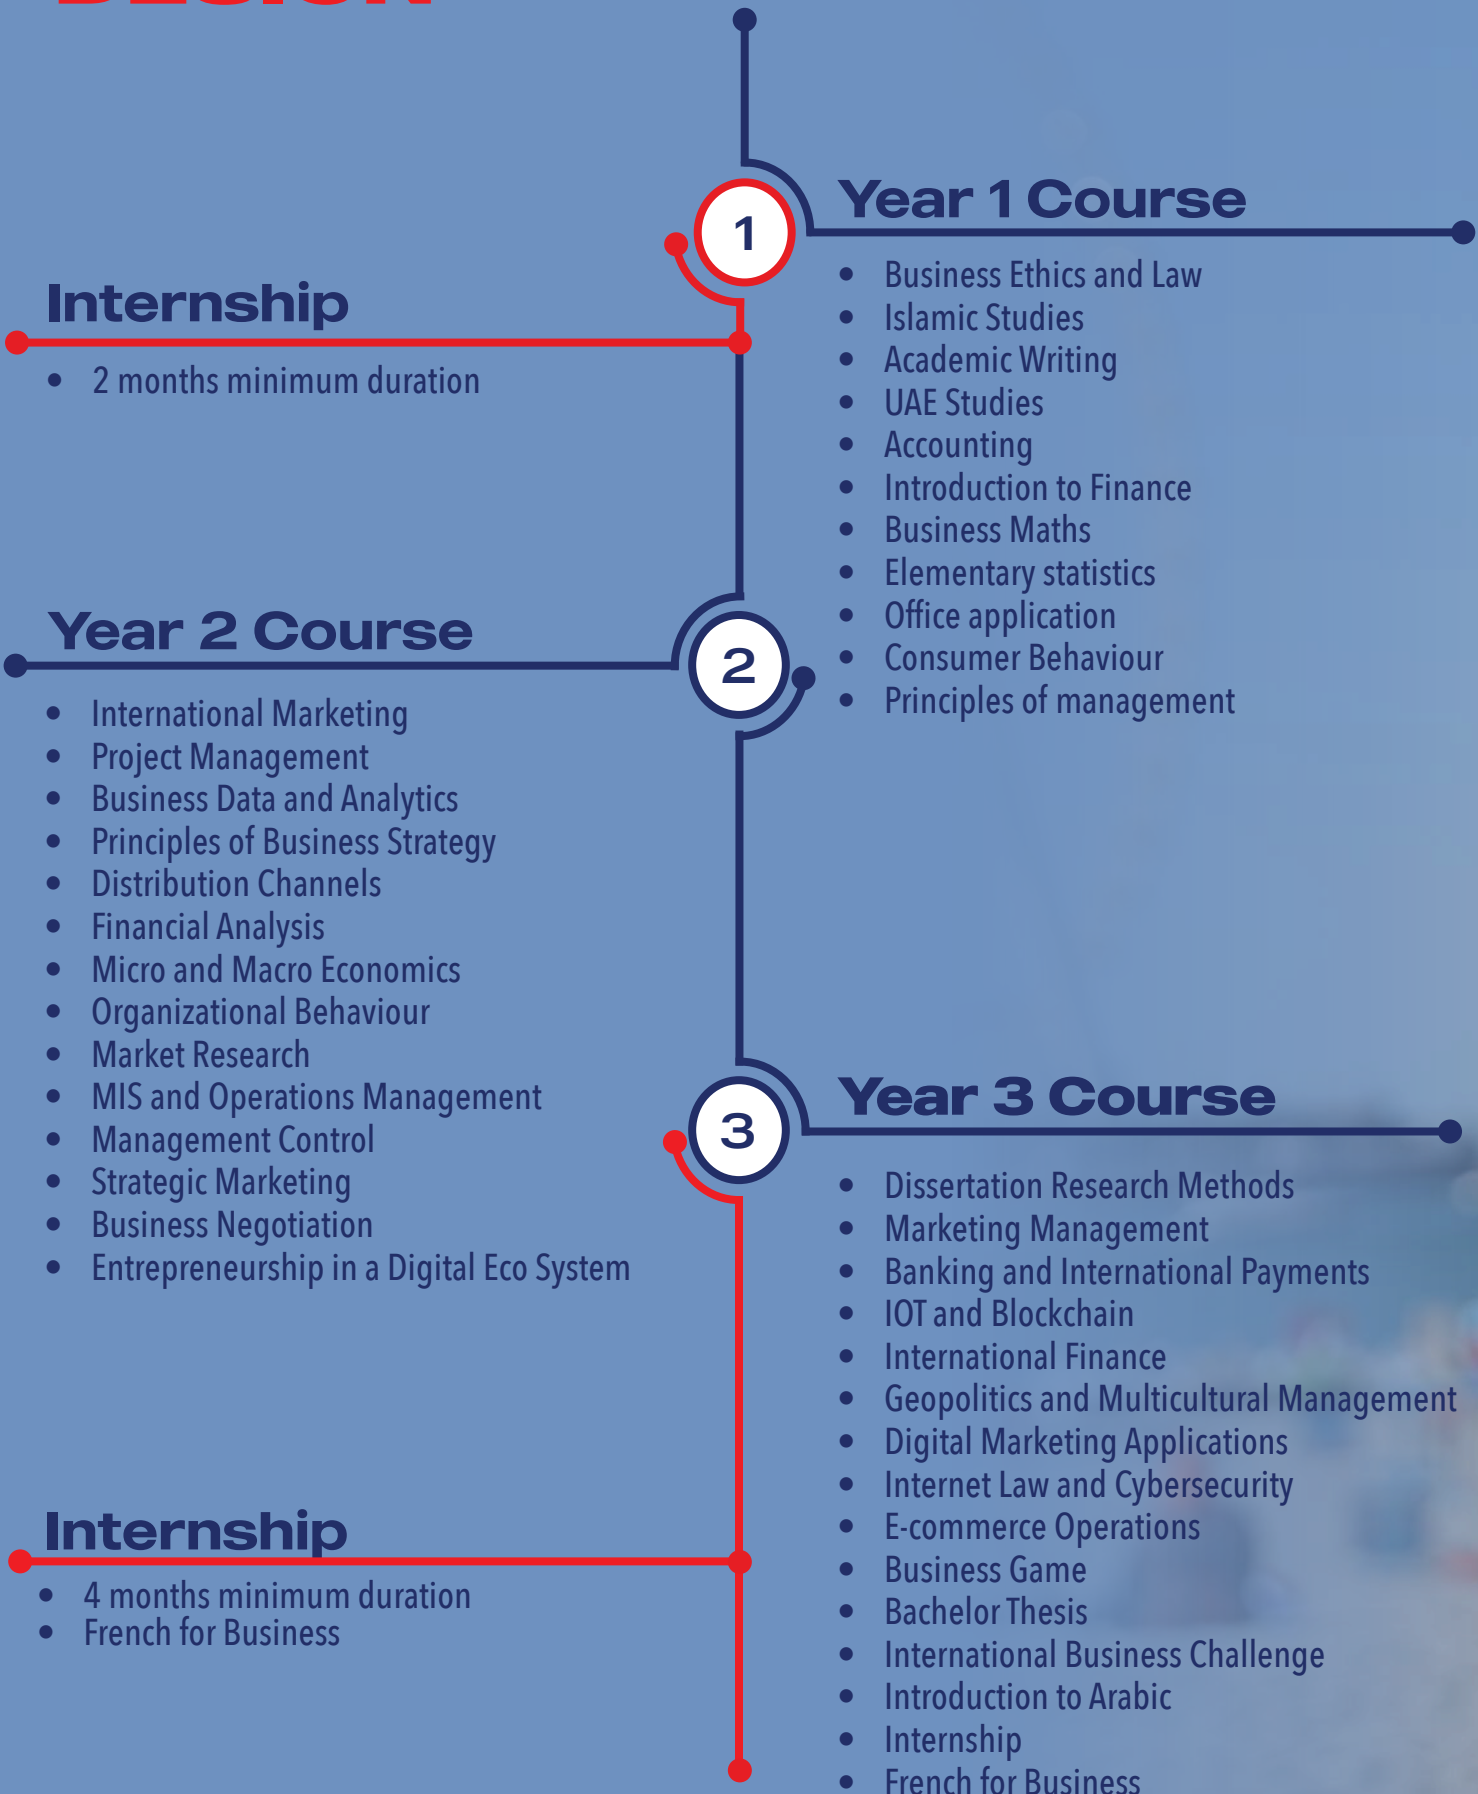 DESIGN
1
Year 1 Course
• Business Ethics and Law
• Islamic Studies
• Academic Writing
• UAE Studies
• Accounting
• Introduction to Finance
• Business Maths
• Elementary statistics
• Office application
• Consumer Behaviour
• Principles of management
Internship
• 2 months minimum duration
2
Year 2 Course
• International Marketing
• Project Management
• Business Data and Analytics
• Principles of Business Strategy
• Distribution Channels
• Financial Analysis
• Micro and Macro Economics
• Organizational Behaviour
• Market Research
• MIS and Operations Management
• Management Control
• Strategic Marketing
• Business Negotiation
• Entrepreneurship in a Digital Eco System
3
Year 3 Course
• Dissertation Research Methods
• Marketing Management
• Banking and International Payments
• IOT and Blockchain
• International Finance
• Geopolitics and Multicultural Management
• Digital Marketing Applications
• Internet Law and Cybersecurity
• E-commerce Operations
• Business Game
• Bachelor Thesis
• International Business Challenge
• Introduction to Arabic
• Internship
• French for Business
Internship
• 4 months minimum duration
• French for Business